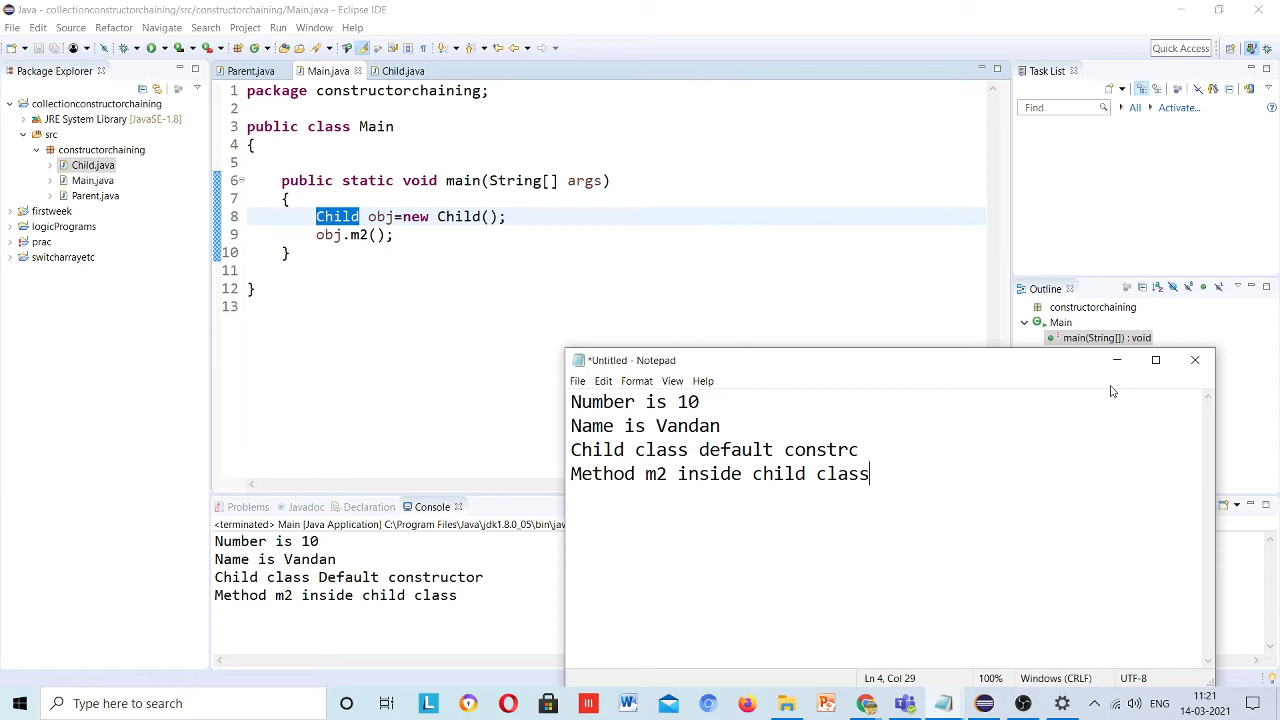 Java - collectionconstructorchaining/src/constructorchaining/Main.java - Eclipse IDE
File Edit Source Refactor Navigate Search Project Run Window Help
Quick Access
Package Explorer
collectionconstructorchaining
JRE System Library [JavaSE-1.8]
src
constructorchaining
Child.java
Main.java
Parent.java
firstweek
logicPrograms
prac
switcharrayetc
Parent.java Main.java Child.java
1 package constructorchaining;
2
3 public class Main
4 {
5
6 public static void main(String[] args)
7 {
8 Child obj=new Child();
9 obj.m2();
10 }
11
12 }
13
Task List
Find All Activate...
Outline
constructorchaining
Main
main(String[]) : void
*Untitled - Notepad
File Edit Format View Help
Number is 10
Name is Vandan
Child class default constrc
Method m2 inside child class
Ln 4, Col 29 100% Windows (CRLF) UTF-8
Problems Javadoc Declaration Console
<terminated> Main [Java Application] C:\Program Files\Java\jdk1.8.0_05\bin\jav
Number is 10
Name is Vandan
Child class Default constructor
Method m2 inside child class
Type here to search
ENG
11:21
14-03-2021